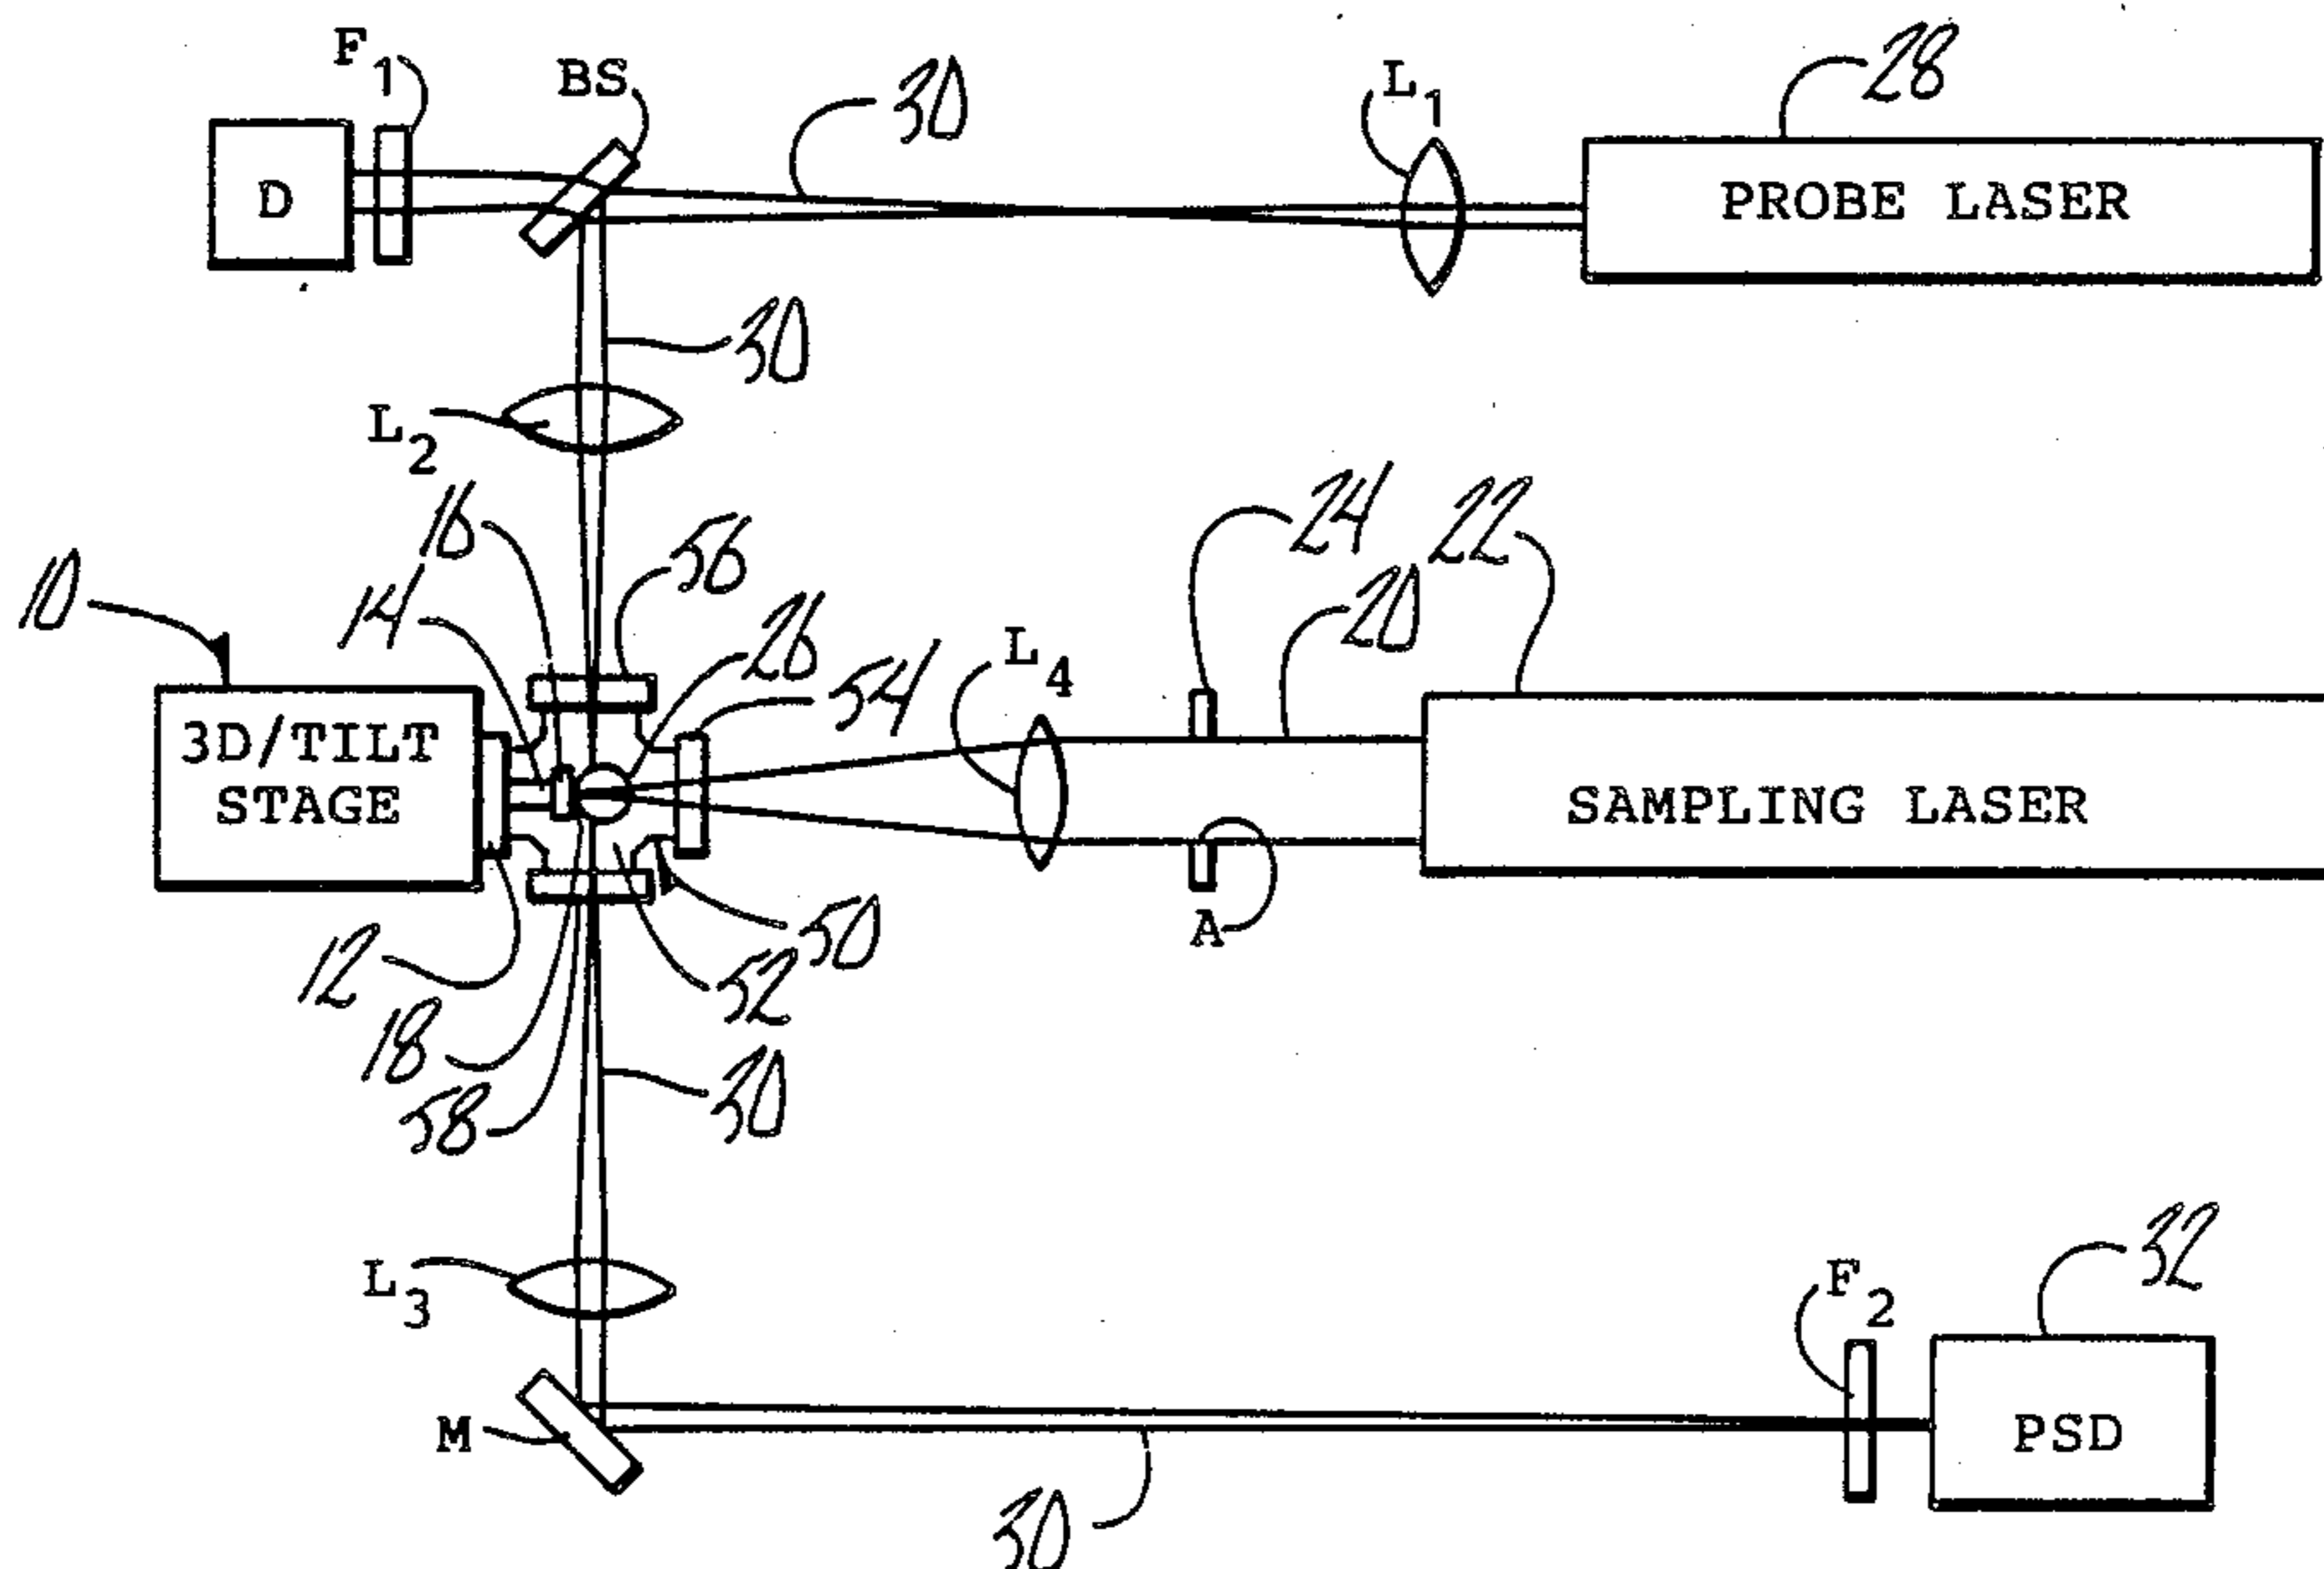 F1
BS
30
L1
28
D
PROBE LASER
30
L2
16
56
24
22
10
14
26
20
L4
54
3D/TILT
STAGE
SAMPLING LASER
A
50
12
52
18
30
58
L3
32
F2
M
PSD
30